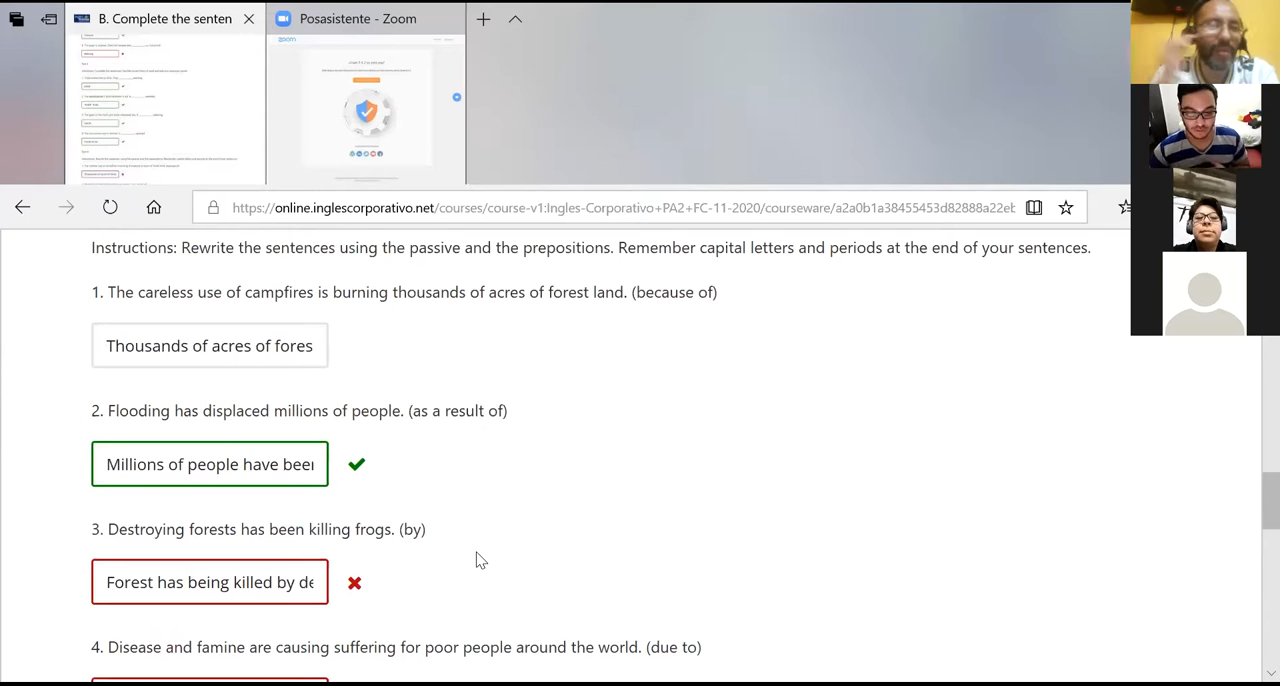 B. Complete the senten
Posasistente - Zoom
zoom
https://online.inglescorporativo.net/courses/course-v1:Ingles-Corporativo+PA2+FC-11-2020/courseware/a2a0b1a38455453d82888a22eb
Instructions: Rewrite the sentences using the passive and the prepositions. Remember capital letters and periods at the end of your sentences.
1. The careless use of campfires is burning thousands of acres of forest land. (because of)
Thousands of acres of fores
2. Flooding has displaced millions of people. (as a result of)
Millions of people have been
3. Destroying forests has been killing frogs. (by)
Forest has being killed by de
4. Disease and famine are causing suffering for poor people around the world. (due to)